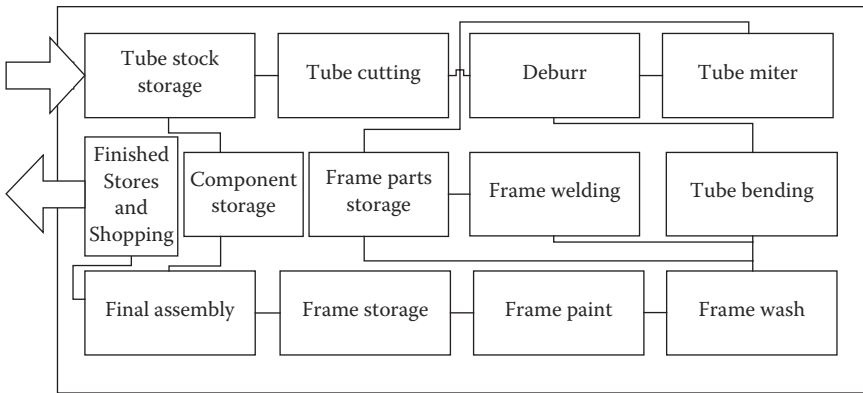 Tube stock
storage
Tube cutting
Deburr
Tube miter
Finished
Stores
and
Shopping
Component
storage
Frame parts
storage
Frame welding
Tube bending
Final assembly
Frame storage
Frame paint
Frame wash